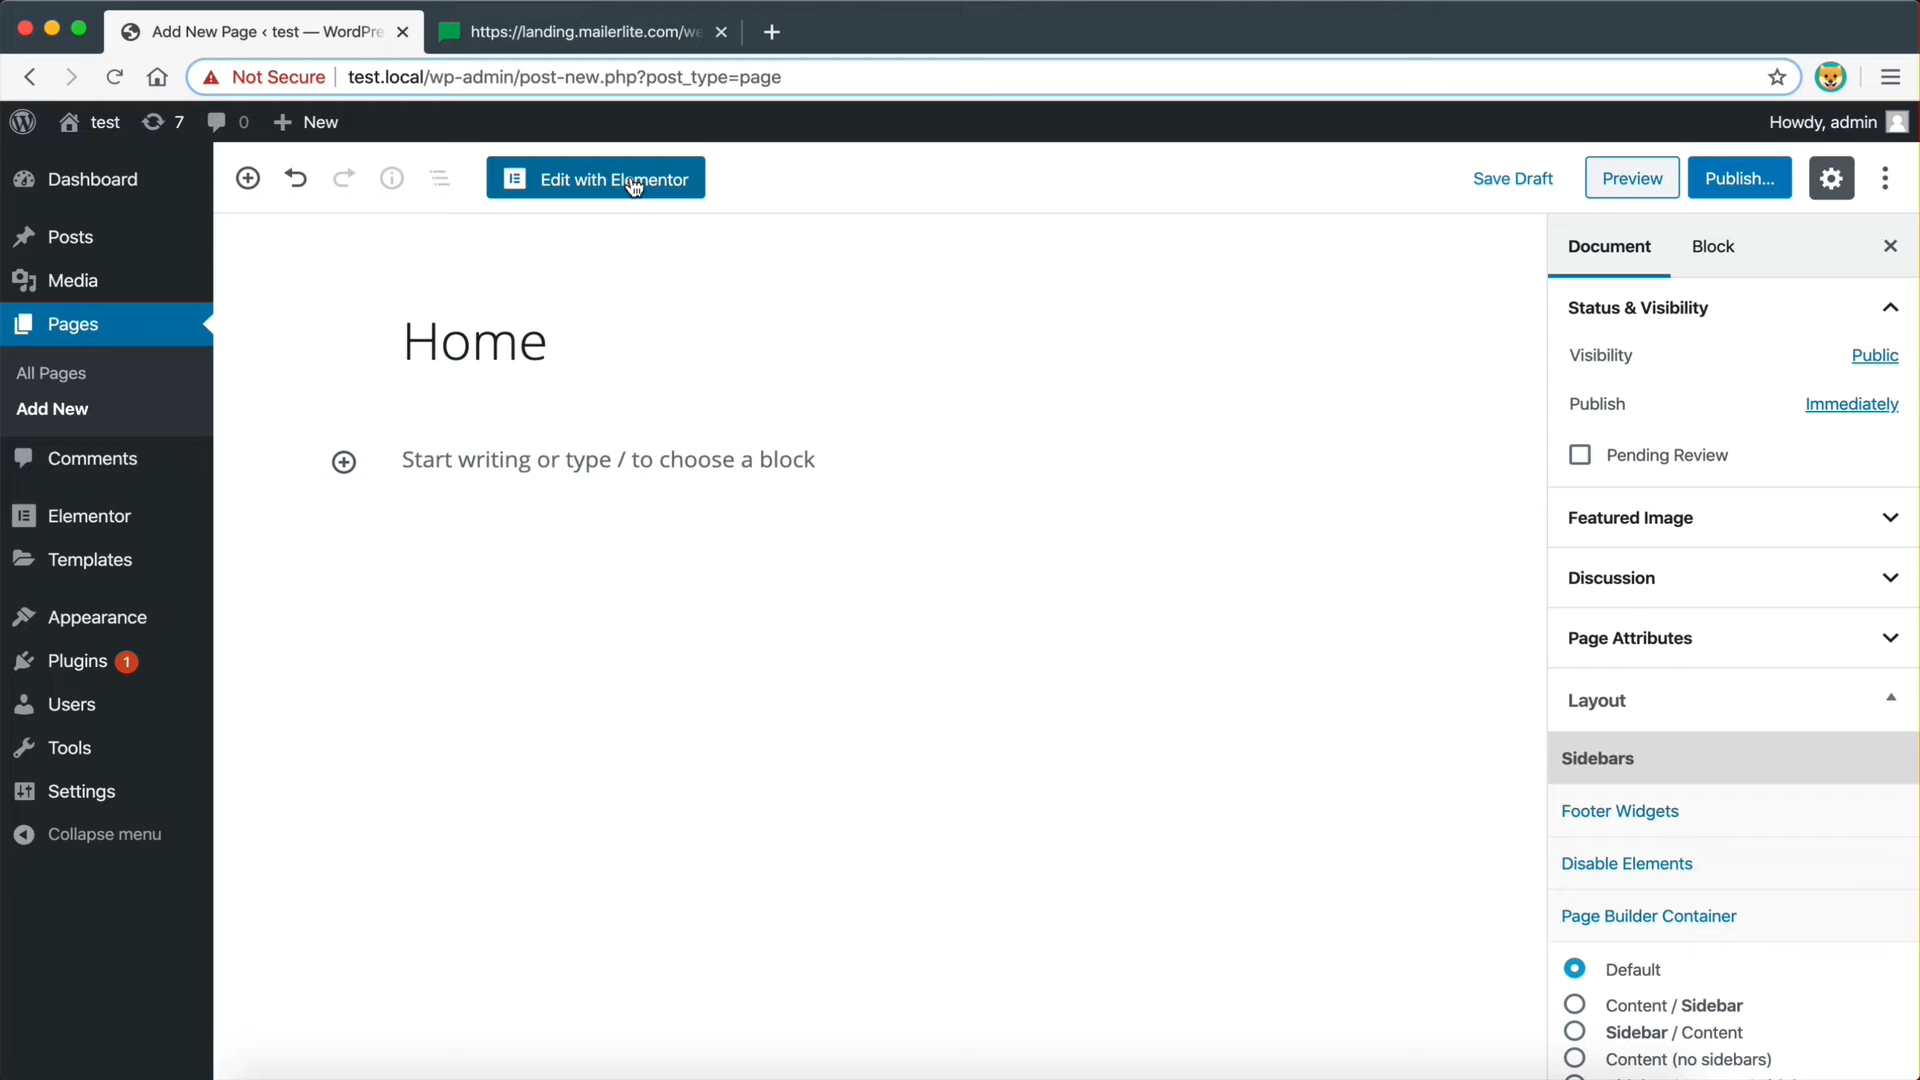 Add New Page ‹ test — WordPre
https://landing.mailerlite.com/we
Not Secure
test.local/wp-admin/post-new.php?post_type=page
test
7
0
New
Howdy, admin
Dashboard
Posts
Media
Pages
All Pages
Add New
Comments
Elementor
Templates
Appearance
Plugins 1
Users
Tools
Settings
Collapse menu
Edit with Elementor
Save Draft
Preview
Publish...
Home
Start writing or type / to choose a block
Document
Block
Status & Visibility
Visibility
Public
Publish
Immediately
Pending Review
Featured Image
Discussion
Page Attributes
Layout
Sidebars
Footer Widgets
Disable Elements
Page Builder Container
Default
Content / Sidebar
Sidebar / Content
Content (no sidebars)